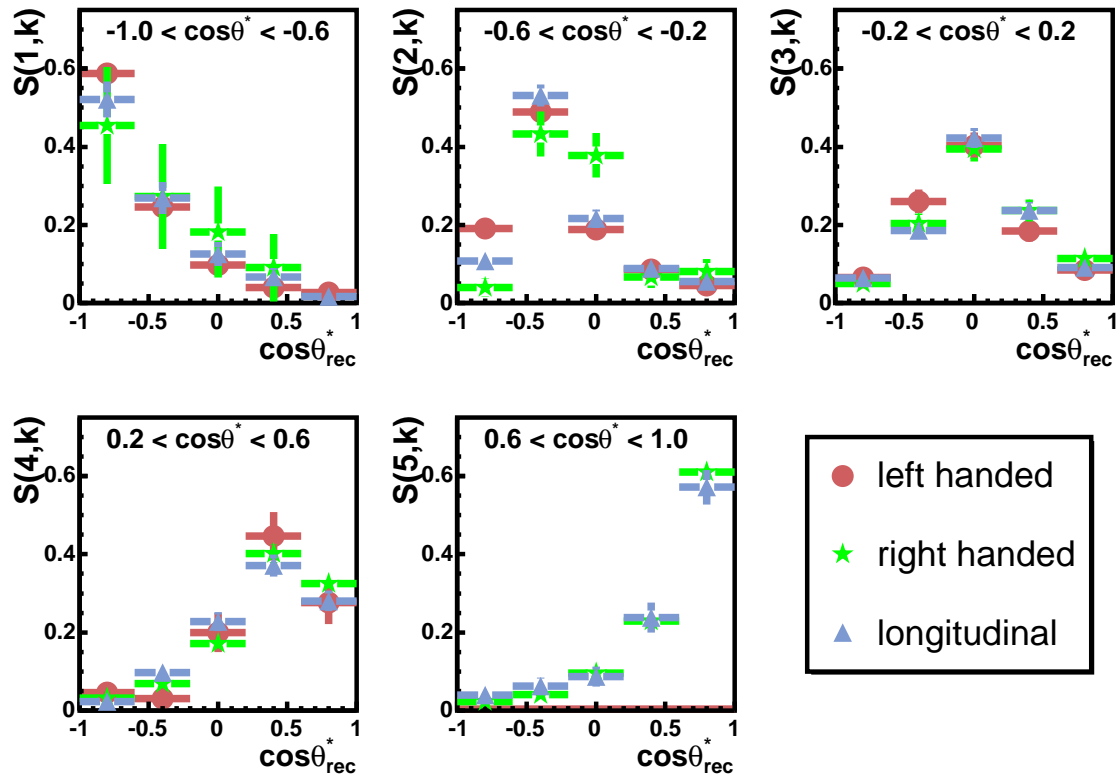 S(1,k)
-1.0 < cosθ* < -0.6
0.6
0.4
0.2
0
-1 -0.5 0 0.5 1
cosθ*rec
S(2,k)
-0.6 < cosθ* < -0.2
0.6
0.4
0.2
0
-1 -0.5 0 0.5 1
cosθ*rec
S(3,k)
-0.2 < cosθ* < 0.2
0.6
0.4
0.2
0
-1 -0.5 0 0.5 1
cosθ*rec
S(4,k)
0.2 < cosθ* < 0.6
0.6
0.4
0.2
0
-1 -0.5 0 0.5 1
cosθ*rec
S(5,k)
0.6 < cosθ* < 1.0
0.6
0.4
0.2
0
-1 -0.5 0 0.5 1
cosθ*rec
left handed
right handed
longitudinal